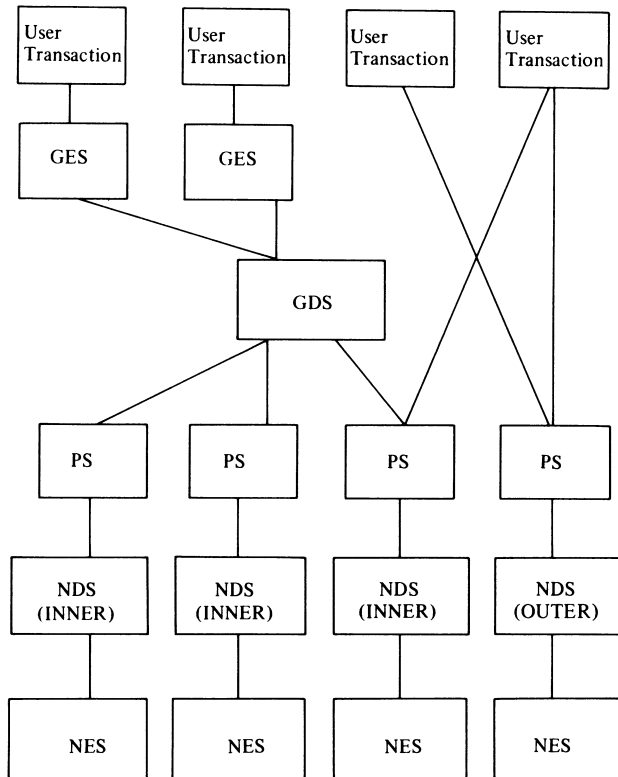 User
Transaction
User
Transaction
User
Transaction
User
Transaction
GES
GES
GDS
PS
PS
PS
PS
NDS
(INNER)
NDS
(INNER)
NDS
(INNER)
NDS
(OUTER)
NES
NES
NES
NES